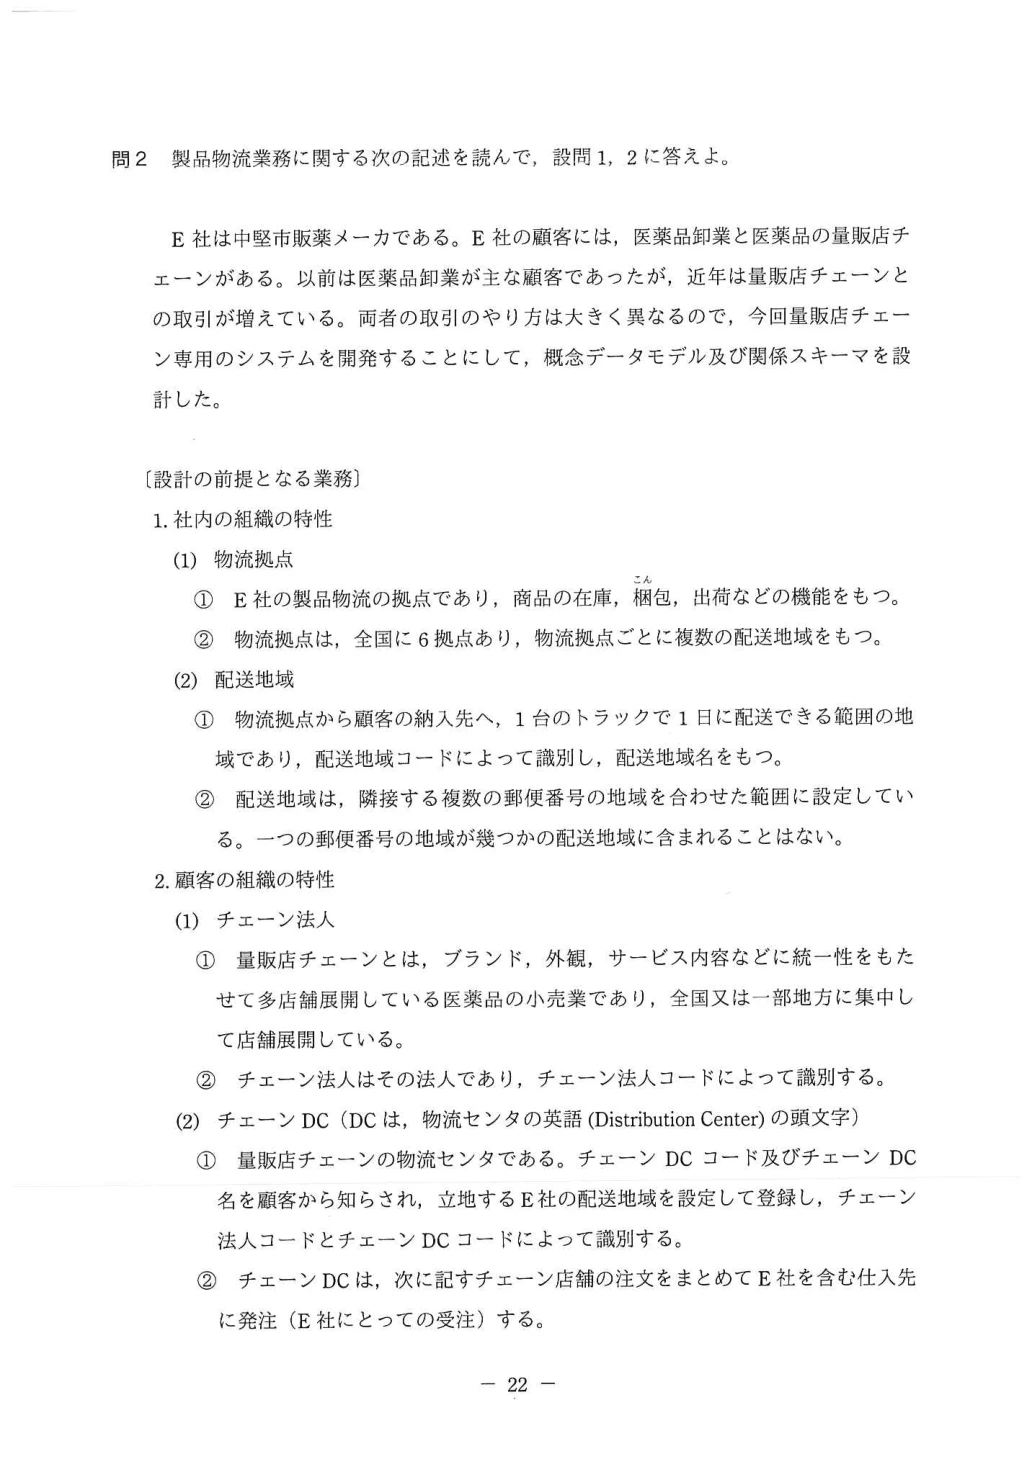 問2 製品物流業務に関する次の記述を読んで，設問1，2に答えよ。
E 社は中堅市販薬メーカである。E 社の顧客には，医薬品卸業と医薬品の量販店チ
ェーンがある。以前は医薬品卸業が主な顧客であったが，近年は量販店チェーンと
の取引が増えている。両者の取引のやり方は大きく異なるので，今回量販店チェー
ン専用のシステムを開発することにして，概念データモデル及び関係スキーマを設
計した。
〔設計の前提となる業務〕
1. 社内の組織の特性
(1) 物流拠点
こん
① E 社の製品物流の拠点であり，商品の在庫，梱包，出荷などの機能をもつ。
② 物流拠点は，全国に 6 拠点あり，物流拠点ごとに複数の配送地域をもつ。
(2) 配送地域
① 物流拠点から顧客の納入先へ，1 台のトラックで 1 日に配送できる範囲の地
域であり，配送地域コードによって識別し，配送地域名をもつ。
② 配送地域は，隣接する複数の郵便番号の地域を合わせた範囲に設定してい
る。一つの郵便番号の地域が幾つかの配送地域に含まれることはない。
2. 顧客の組織の特性
(1) チェーン法人
① 量販店チェーンとは，ブランド，外観，サービス内容などに統一性をもた
せて多店舗展開している医薬品の小売業であり，全国又は一部地方に集中し
て店舗展開している。
② チェーン法人はその法人であり，チェーン法人コードによって識別する。
(2) チェーン DC（DC は，物流センタの英語 (Distribution Center) の頭文字）
① 量販店チェーンの物流センタである。チェーン DC コード及びチェーン DC
名を顧客から知らされ，立地する E 社の配送地域を設定して登録し，チェーン
法人コードとチェーン DC コードによって識別する。
② チェーン DC は，次に記すチェーン店舗の注文をまとめて E 社を含む仕入先
に発注（E 社にとっての受注）する。
－ 22 －